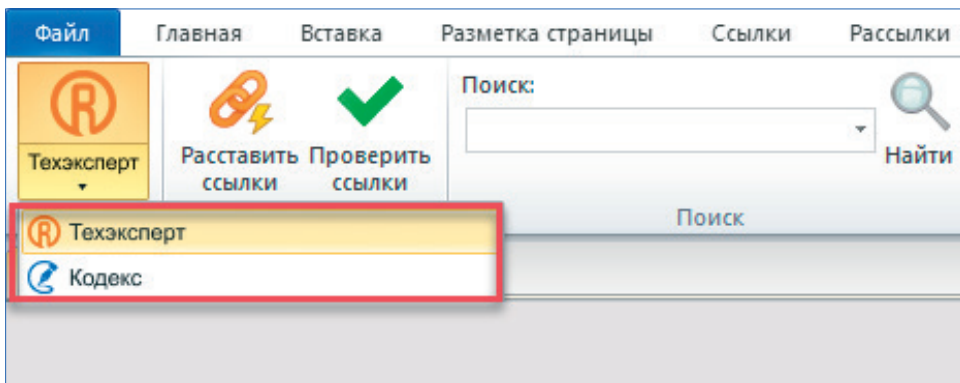 Файл Главная Вставка Разметка страницы Ссылки Рассылки
Поиск:
Техэксперт
Расставить ссылки
Проверить ссылки
Найти
Поиск
Техэксперт
Кодекс